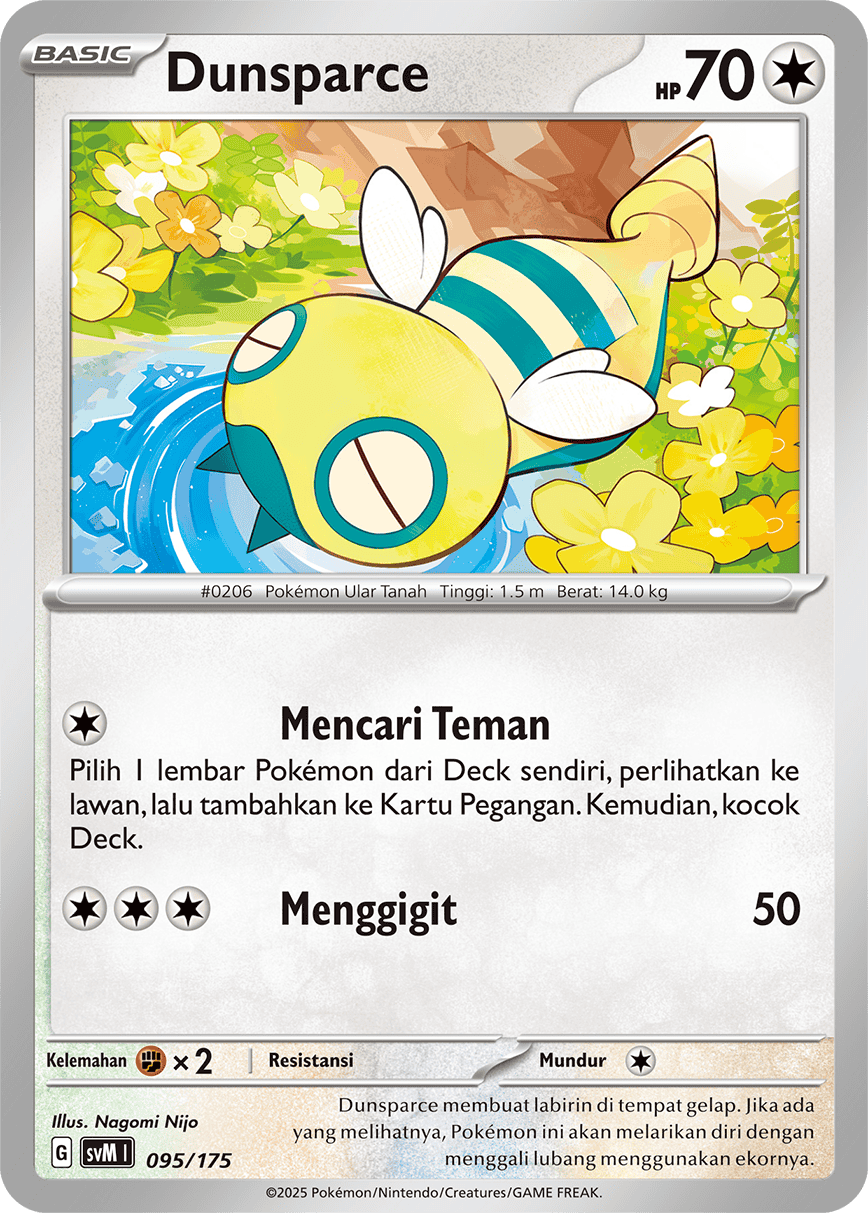 BASIC
Dunsparce
HP 70
#0206 Pokémon Ular Tanah Tinggi: 1.5 m Berat: 14.0 kg
Mencari Teman
Pilih 1 lembar Pokémon dari Deck sendiri, perlihatkan ke
lawan, lalu tambahkan ke Kartu Pegangan. Kemudian, kocok
Deck.
Menggigit 50
Kelemahan ×2 Resistansi Mundur
Illus. Nagomi Nijo
Dunsparce membuat labirin di tempat gelap. Jika ada
yang melihatnya, Pokémon ini akan melarikan diri dengan
menggali lubang menggunakan ekornya.
G svM I 095/175
©2025 Pokémon/Nintendo/Creatures/GAME FREAK.